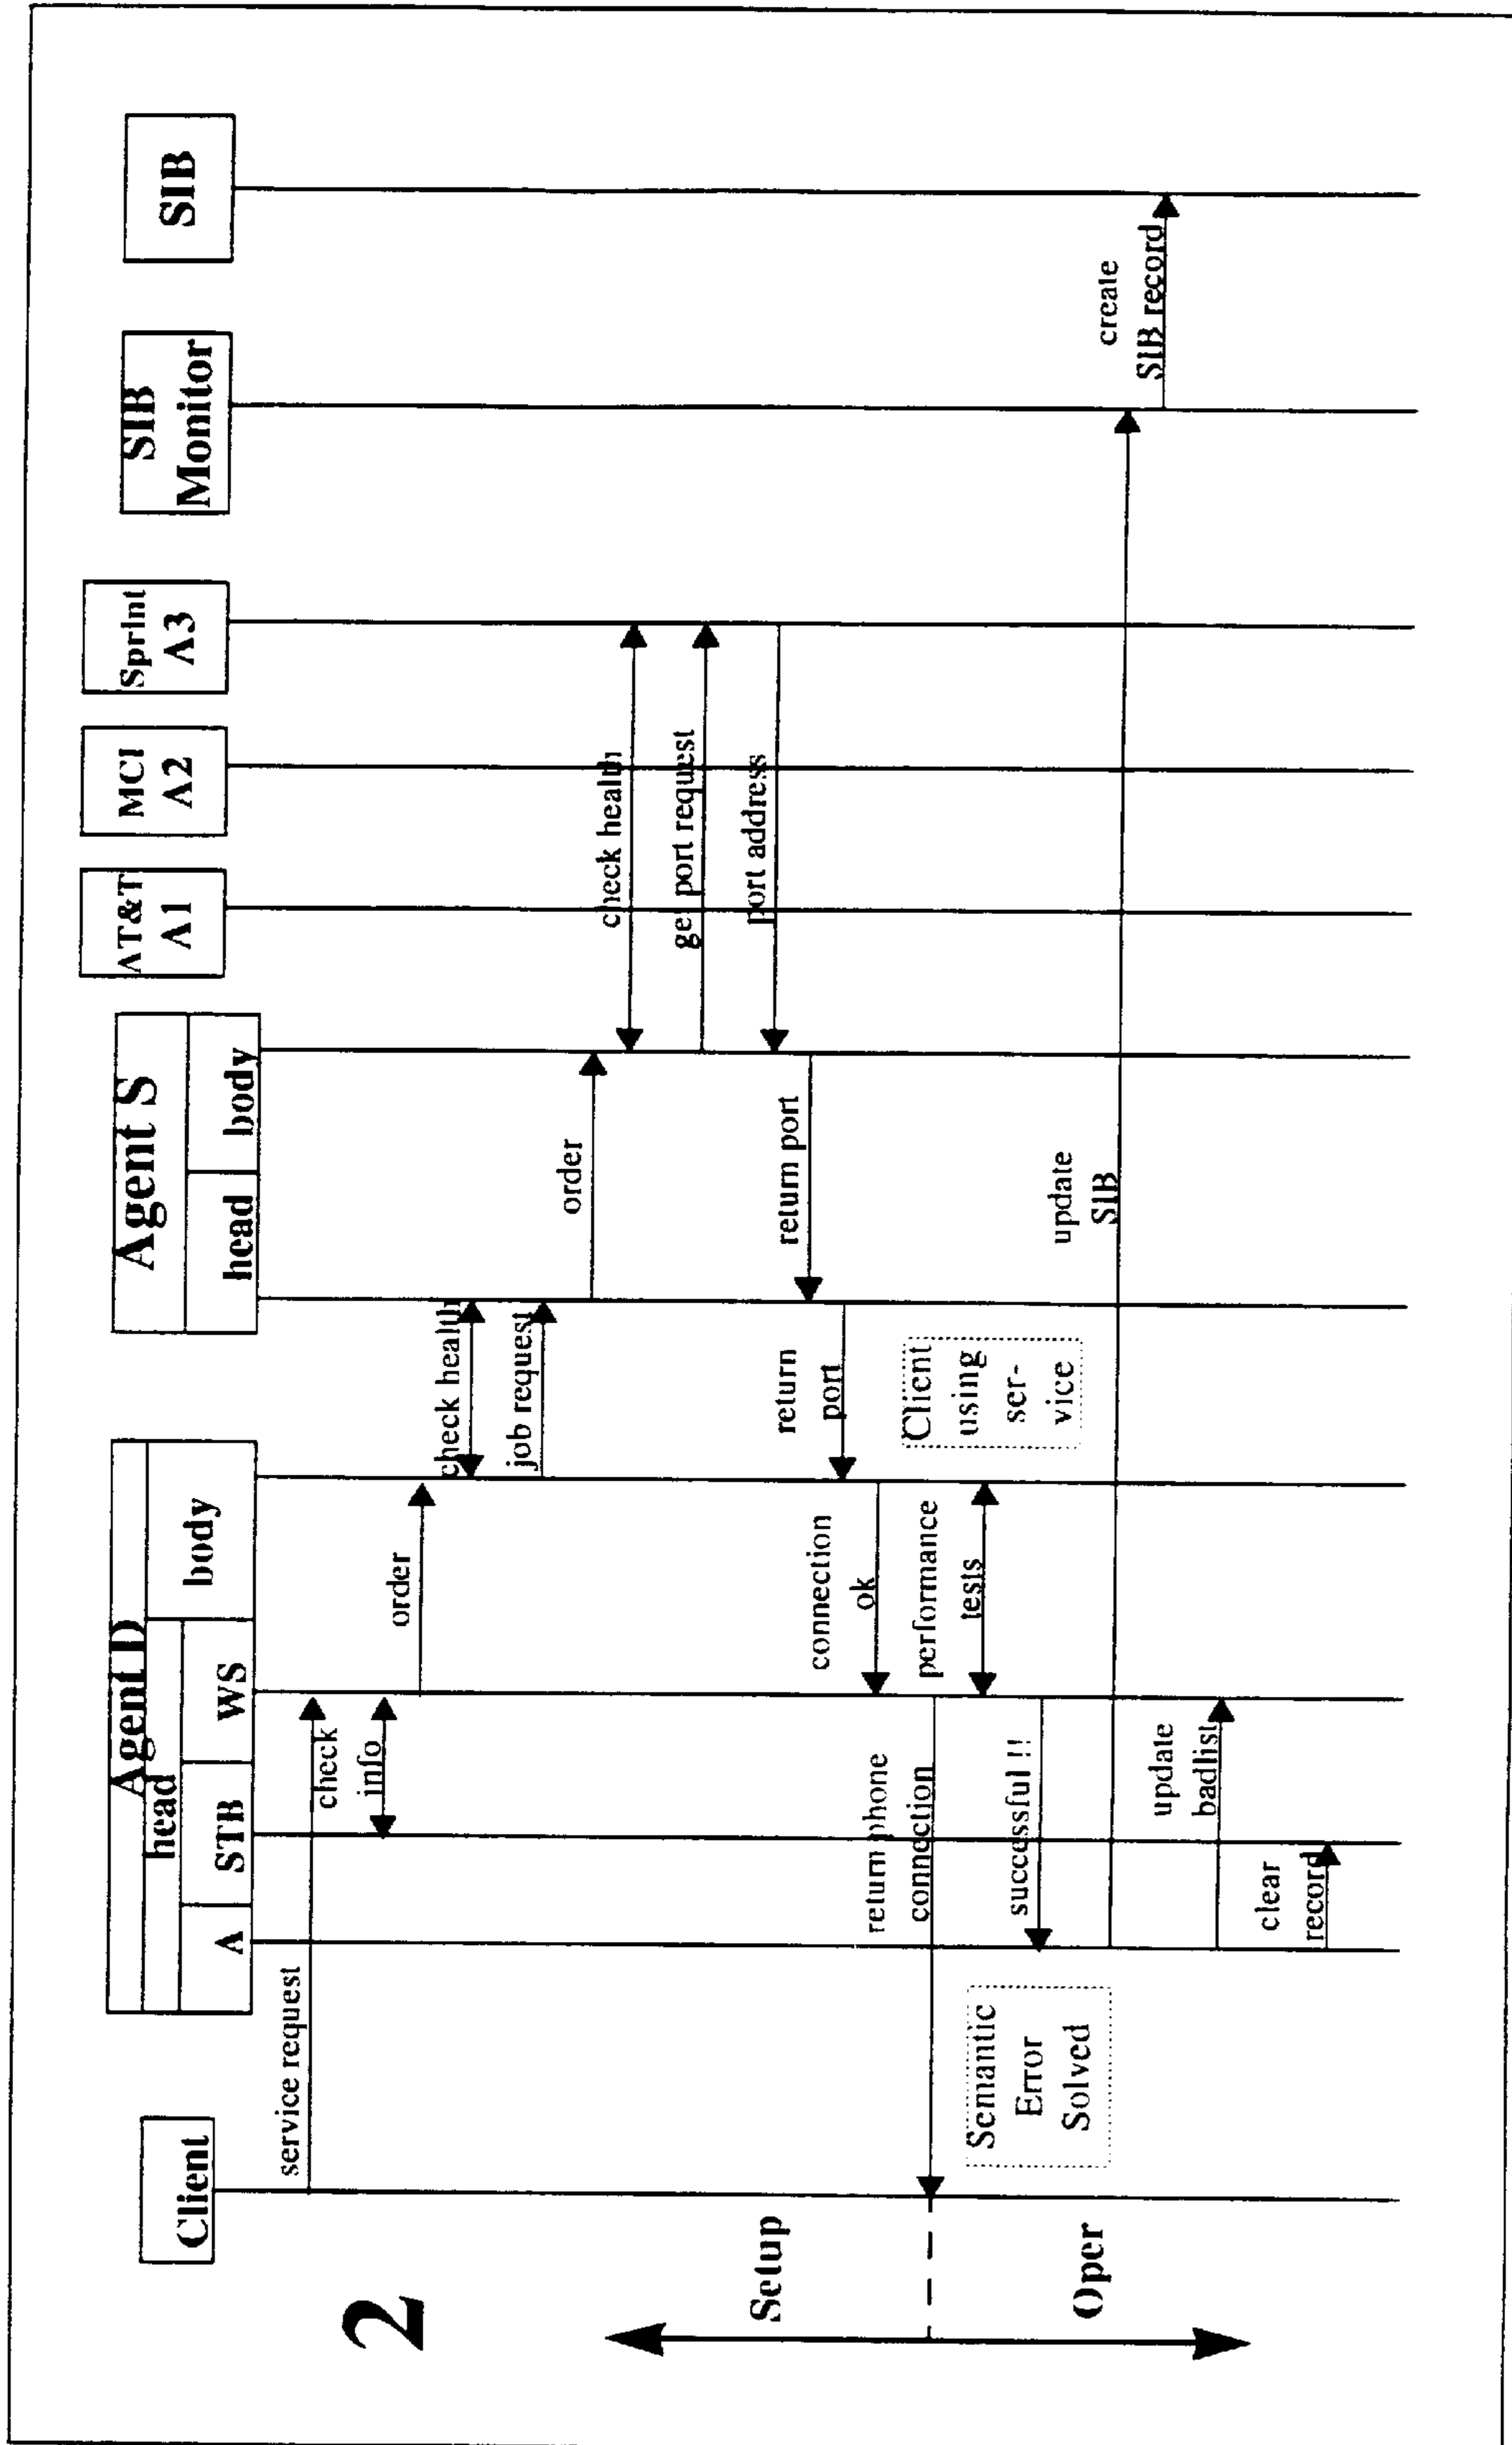 2
Client
Agent D
head
A
STB
WS
body
Agent S
head
body
AT&T
A1
MCI
A2
Sprint
A3
SIB
Monitor
SIB
service request
check
info
order
check health
job request
order
check health
get port request
port address
return port
return
port
connection
ok
return phone
connection
Setup
Oper
Client
using
ser-
vice
performance
tests
Semantic
Error
Solved
successful !!
update
SIB
create
SIB record
update
badlist
clear
record